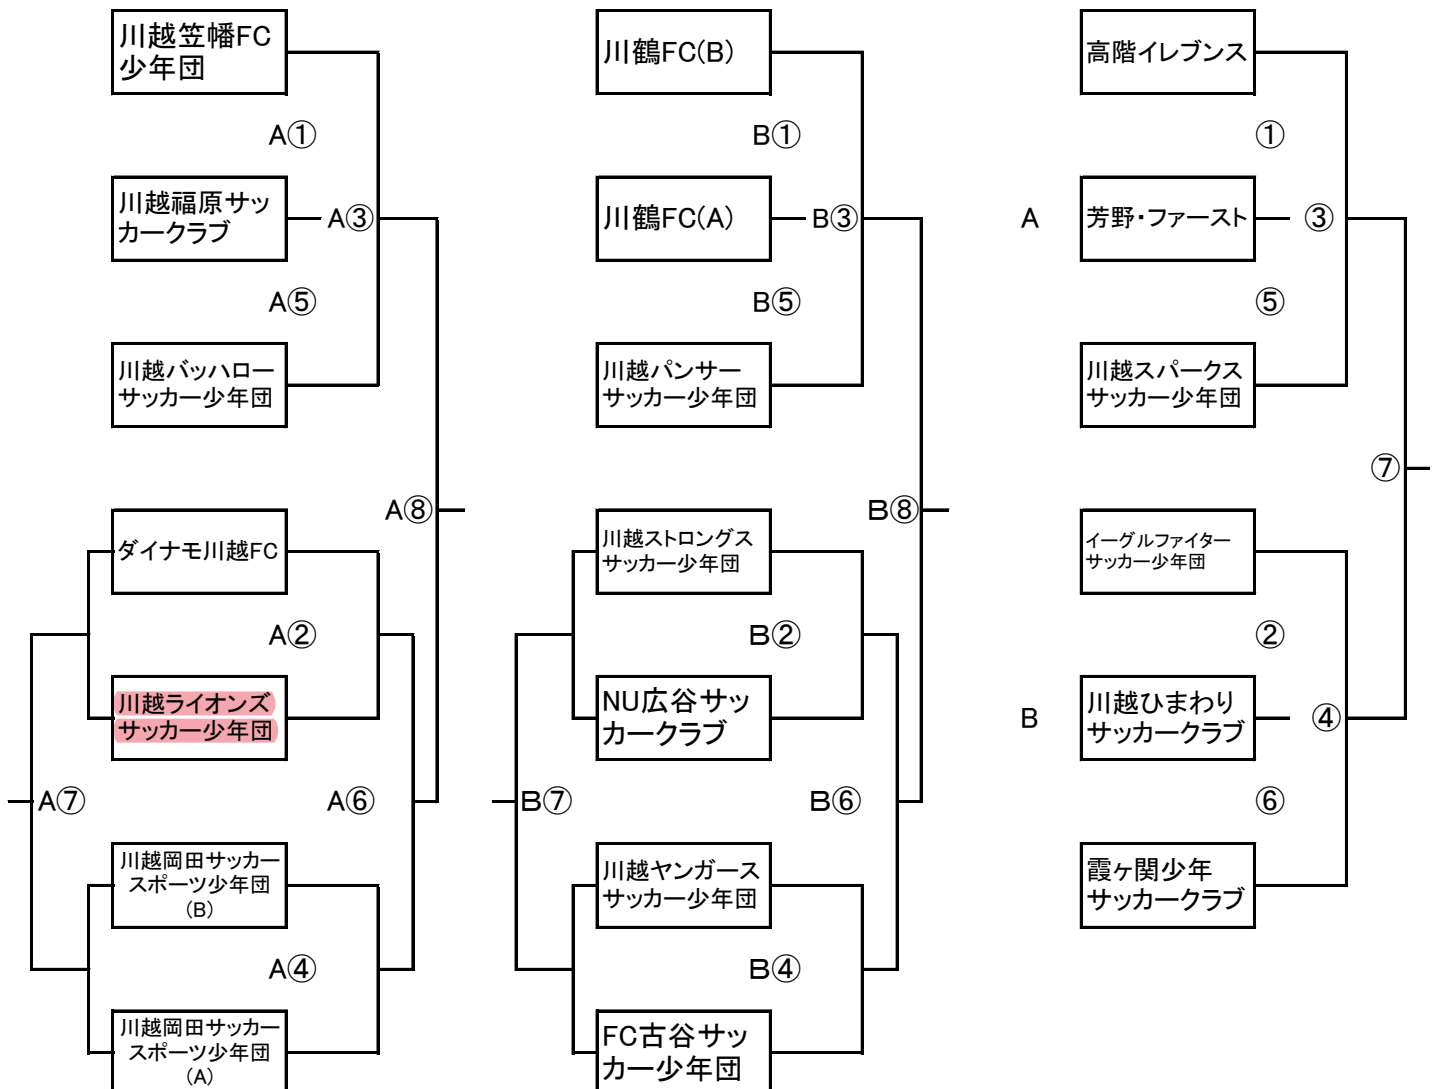 川越笠幡FC
少年団
A①
川越福原サッ
カークラブ
A③
A⑤
川越バッハロー
サッカー少年団
A⑧
ダイナモ川越FC
A②
川越ライオンズ
サッカー少年団
A⑦
A⑥
川越岡田サッカー
スポーツ少年団
(B)
A④
川越岡田サッカー
スポーツ少年団
(A)
川鶴FC(B)
B①
川鶴FC(A)
B③
B⑤
川越パンサー
サッカー少年団
B⑧
川越ストロングス
サッカー少年団
B②
NU広谷サッ
カークラブ
B⑦
B⑥
川越ヤンガース
サッカー少年団
B④
FC古谷サッ
カー少年団
高階イレブンス
①
A
芳野・ファースト
③
⑤
川越スパークス
サッカー少年団
⑦
イーグルファイター
サッカー少年団
②
B
川越ひまわり
サッカークラブ
④
⑥
霞ヶ関少年
サッカークラブ